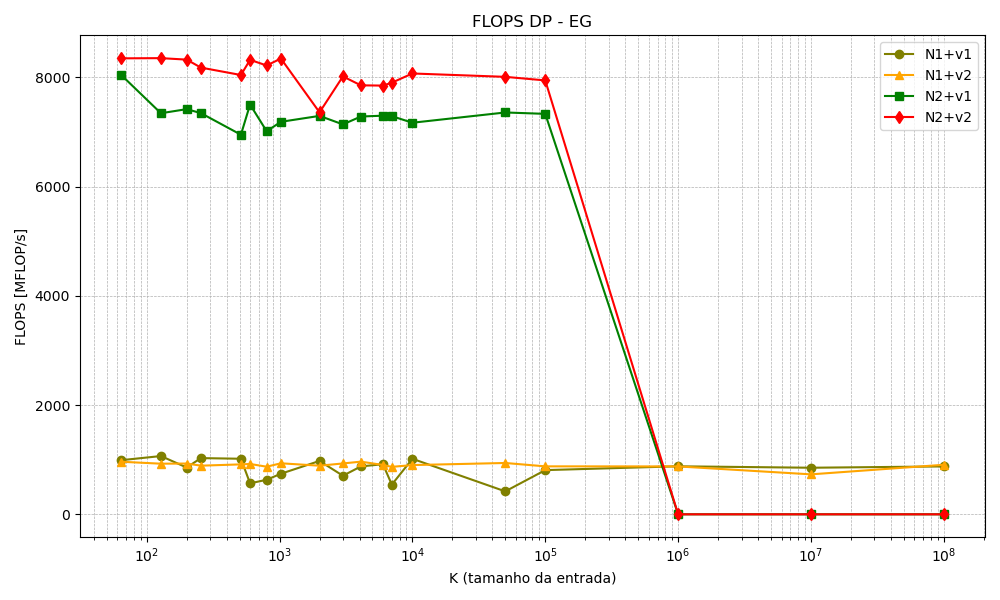 FLOPS DP - EG
FLOPS [MFLOP/s]
8000
6000
4000
2000
0
N1+v1
N1+v2
N2+v1
N2+v2
10² 10³ 10⁴ 10⁵ 10⁶ 10⁷ 10⁸
K (tamanho da entrada)